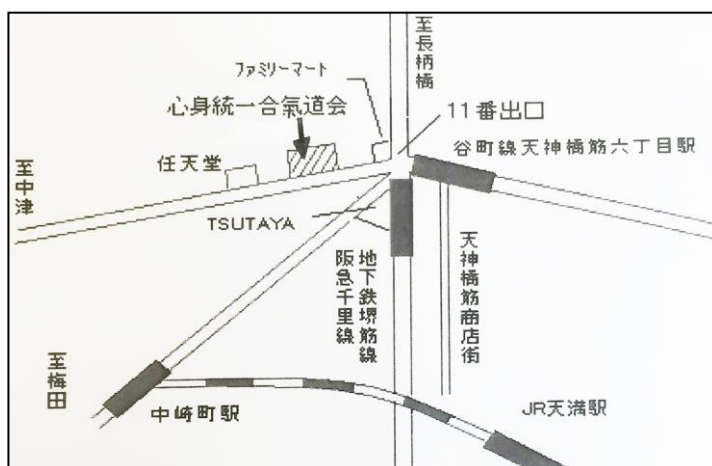 至長柄橋
ファミリーマート
心身統一合氣道会
11番出口
谷町線天神橋筋六丁目駅
任天堂
至中津
TSUTAYA
地下鉄堺筋線
阪急千里線
天神橋筋商店街
至梅田
中崎町駅
JR天満駅